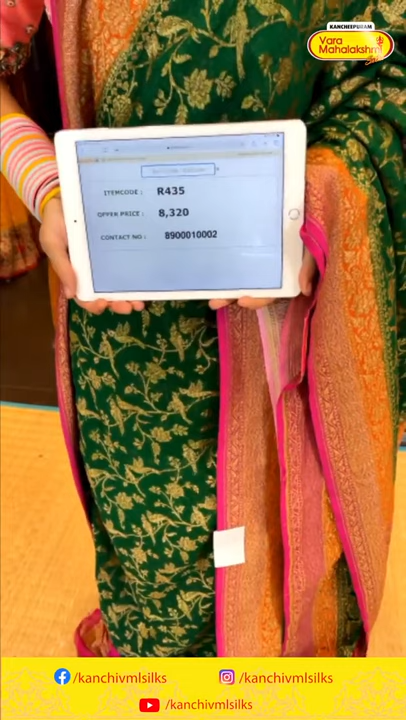 KANCHEEPURAM
Vara
Mahalakshmi
ITEMCODE : R435
OFFER PRICE : 8,320
CONTACT NO : 8900010002
/kanchivmlsilks
/kanchivmlsilks
/kanchivmlsilks